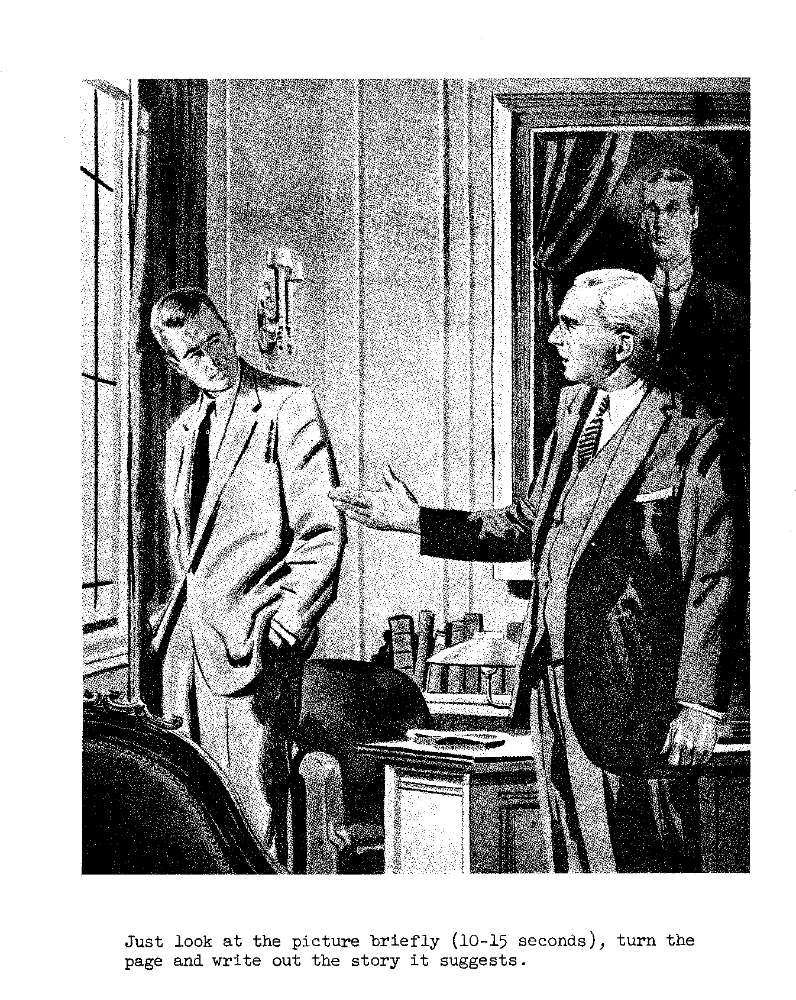 Just look at the picture briefly (10-15 seconds), turn the
page and write out the story it suggests.